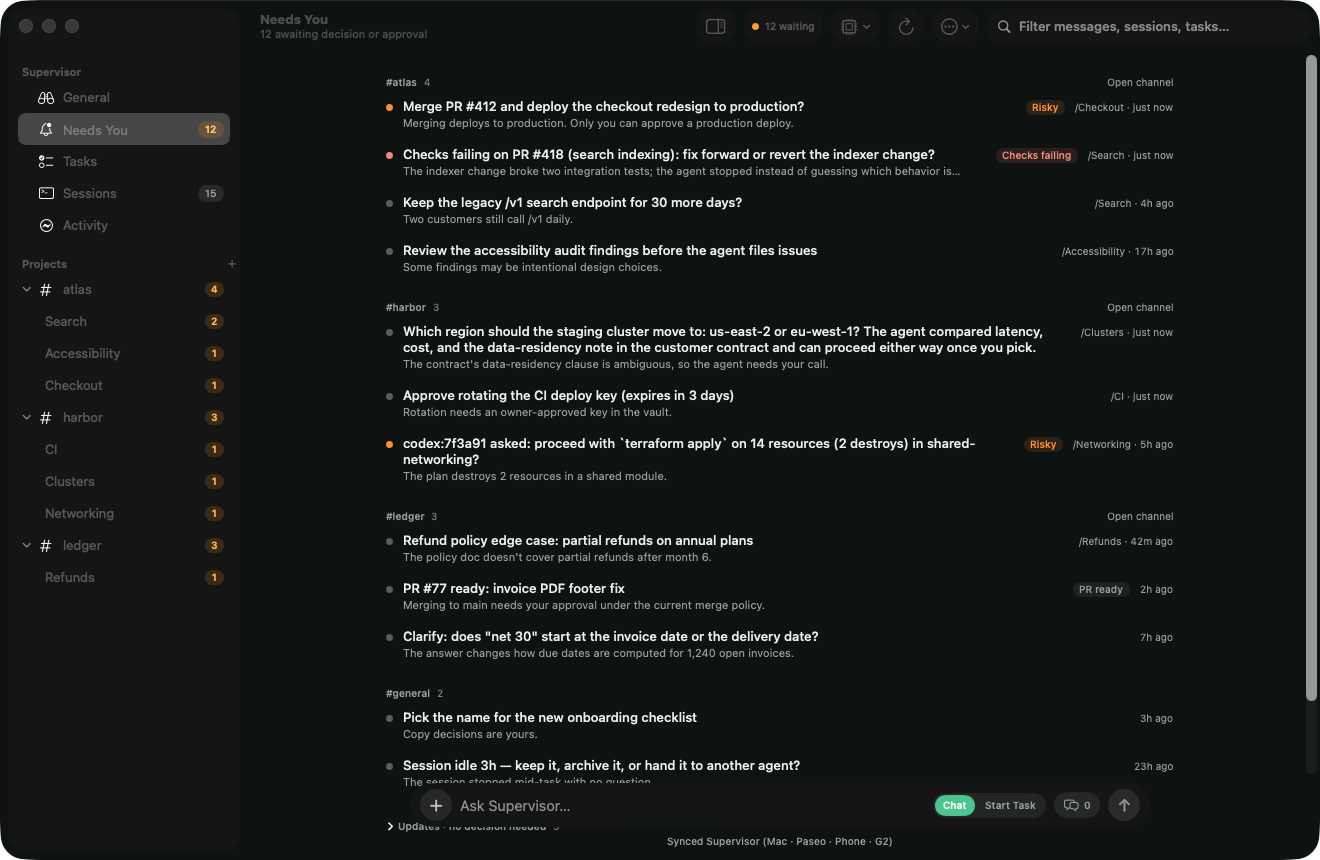 Needs You
12 awaiting decision or approval
12 waiting
Filter messages, sessions, tasks...
Supervisor
General
Needs You 12
Tasks
Sessions 15
Activity
Projects +
# atlas 4
Search 2
Accessibility 1
Checkout 1
# harbor 3
CI 1
Clusters 1
Networking 1
# ledger 3
Refunds 1
#atlas 4 Open channel
Merge PR #412 and deploy the checkout redesign to production? Risky /Checkout · just now
Merging deploys to production. Only you can approve a production deploy.
Checks failing on PR #418 (search indexing): fix forward or revert the indexer change? Checks failing /Search · just now
The indexer change broke two integration tests; the agent stopped instead of guessing which behavior is...
Keep the legacy /v1 search endpoint for 30 more days? /Search · 4h ago
Two customers still call /v1 daily.
Review the accessibility audit findings before the agent files issues /Accessibility · 17h ago
Some findings may be intentional design choices.
#harbor 3 Open channel
Which region should the staging cluster move to: us-east-2 or eu-west-1? The agent compared latency, /Clusters · just now
cost, and the data-residency note in the customer contract and can proceed either way once you pick.
The contract's data-residency clause is ambiguous, so the agent needs your call.
Approve rotating the CI deploy key (expires in 3 days) /CI · just now
Rotation needs an owner-approved key in the vault.
codex:7f3a91 asked: proceed with `terraform apply` on 14 resources (2 destroys) in shared- Risky /Networking · 5h ago
networking?
The plan destroys 2 resources in a shared module.
#ledger 3 Open channel
Refund policy edge case: partial refunds on annual plans /Refunds · 42m ago
The policy doc doesn't cover partial refunds after month 6.
PR #77 ready: invoice PDF footer fix PR ready 2h ago
Merging to main needs your approval under the current merge policy.
Clarify: does "net 30" start at the invoice date or the delivery date? 7h ago
The answer changes how due dates are computed for 1,240 open invoices.
#general 2
Pick the name for the new onboarding checklist 3h ago
Copy decisions are yours.
Session idle 3h — keep it, archive it, or hand it to another agent? 23h ago
The session stopped mid-task with no question.
+ Ask Supervisor... Chat Start Task 0
Updates · no decision needed
Synced Supervisor (Mac · Paseo · Phone · G2)